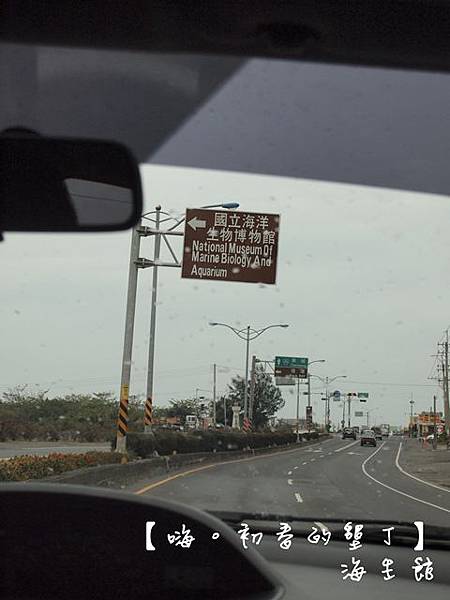 國立海洋
生物博物館
National Museum Of
Marine Biology And
Aquarium
【嗨。初春的墾丁】
海生館